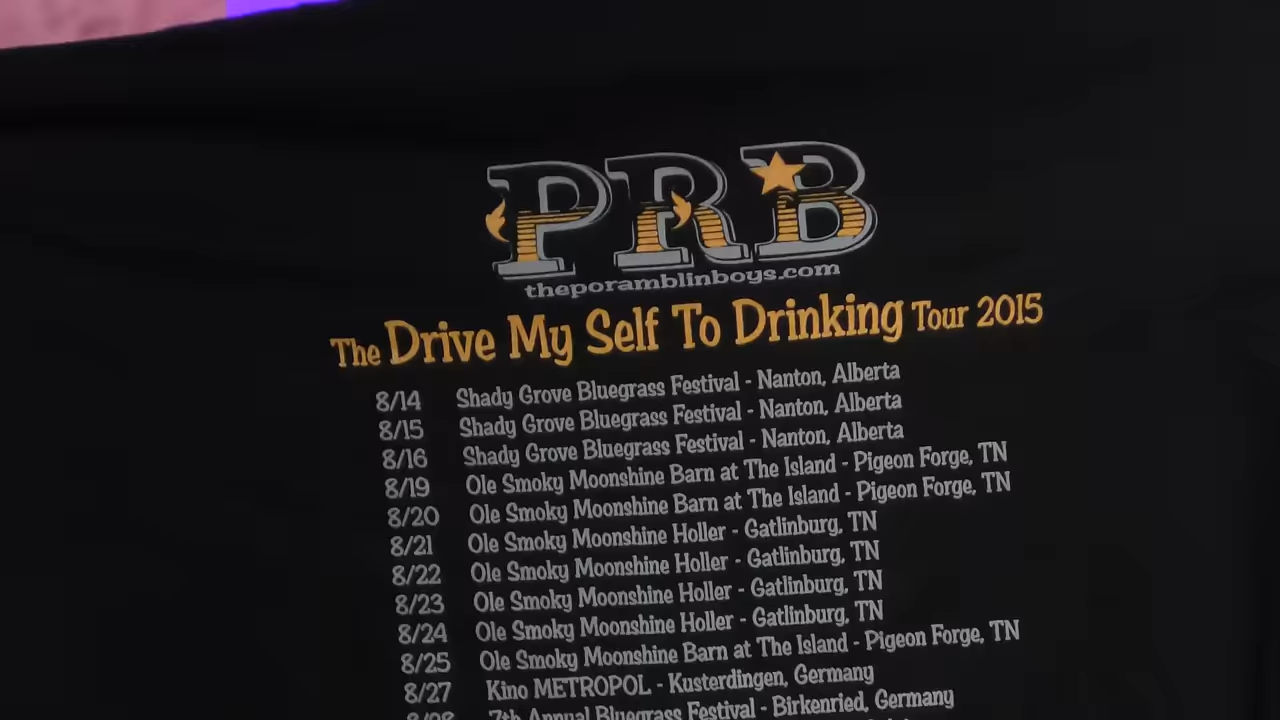 PRB
theporamblinboys.com
The Drive My Self To Drinking Tour 2015
8/14 Shady Grove Bluegrass Festival - Nanton, Alberta
8/15 Shady Grove Bluegrass Festival - Nanton, Alberta
8/16 Shady Grove Bluegrass Festival - Nanton, Alberta
8/19 Ole Smoky Moonshine Barn at The Island - Pigeon Forge, TN
8/20 Ole Smoky Moonshine Barn at The Island - Pigeon Forge, TN
8/21 Ole Smoky Moonshine Holler - Gatlinburg, TN
8/22 Ole Smoky Moonshine Holler - Gatlinburg, TN
8/23 Ole Smoky Moonshine Holler - Gatlinburg, TN
8/24 Ole Smoky Moonshine Holler - Gatlinburg, TN
8/25 Ole Smoky Moonshine Barn at The Island - Pigeon Forge, TN
8/27 Kino METROPOL - Kusterdingen, Germany
7th Annual Bluegrass Festival - Birkenried, Germany